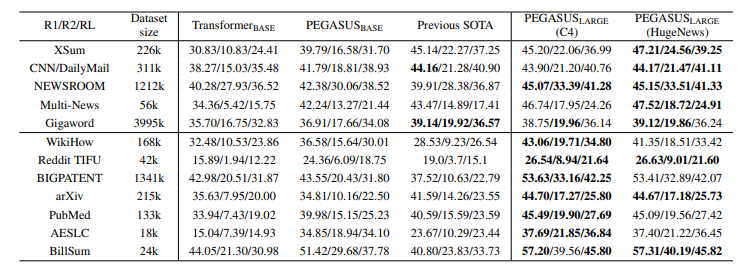 R1/R2/RL Dataset size Transformer_BASE PEGASUS_BASE Previous SOTA PEGASUS_LARGE (C4) PEGASUS_LARGE (HugeNews)
XSum 226k 30.83/10.83/24.41 39.79/16.58/31.70 45.14/22.27/37.25 45.20/22.06/36.99 47.21/24.56/39.25
CNN/DailyMail 311k 38.27/15.03/35.48 41.79/18.81/38.93 44.16/21.28/40.90 43.90/21.20/40.76 44.17/21.47/41.11
NEWSROOM 1212k 40.28/27.93/36.52 42.38/30.06/38.52 39.91/28.38/36.87 45.07/33.39/41.28 45.15/33.51/41.33
Multi-News 56k 34.36/5.42/15.75 42.24/13.27/21.44 43.47/14.89/17.41 46.74/17.95/24.26 47.52/18.72/24.91
Gigaword 3995k 35.70/16.75/32.83 36.91/17.66/34.08 39.14/19.92/36.57 38.75/19.96/36.14 39.12/19.86/36.24
WikiHow 168k 32.48/10.53/23.86 36.58/15.64/30.01 28.53/9.23/26.54 43.06/19.71/34.80 41.35/18.51/33.42
Reddit TIFU 42k 15.89/1.94/12.22 24.36/6.09/18.75 19.0/3.7/15.1 26.54/8.94/21.64 26.63/9.01/21.60
BIGPATENT 1341k 42.98/20.51/31.87 43.55/20.43/31.80 37.52/10.63/22.79 53.63/33.16/42.25 53.41/32.89/42.07
arXiv 215k 35.63/7.95/20.00 34.81/10.16/22.50 41.59/14.26/23.55 44.70/17.27/25.80 44.67/17.18/25.73
PubMed 133k 33.94/7.43/19.02 39.98/15.15/25.23 40.59/15.59/23.59 45.49/19.90/27.69 45.09/19.56/27.42
AESLC 18k 15.04/7.39/14.93 34.85/18.94/34.10 23.67/10.29/23.44 37.69/21.85/36.84 37.40/21.22/36.45
BillSum 24k 44.05/21.30/30.98 51.42/29.68/37.78 40.80/23.83/33.73 57.20/39.56/45.80 57.31/40.19/45.82